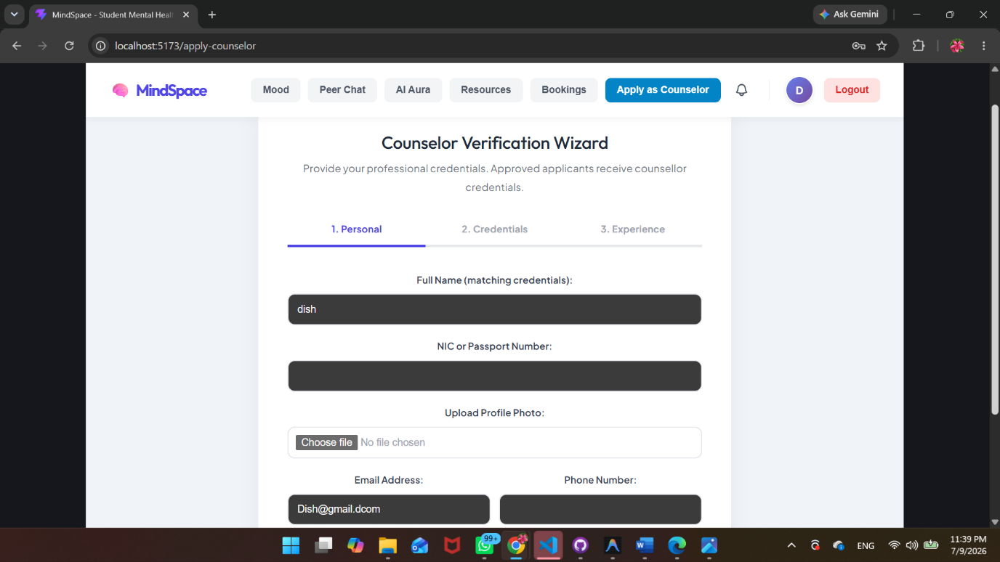 MindSpace - Student Mental Heal
Ask Gemini
localhost:5173/apply-counselor
MindSpace
Mood
Peer Chat
AI Aura
Resources
Bookings
Apply as Counselor
D
Logout
Counselor Verification Wizard
Provide your professional credentials. Approved applicants receive counsellor
credentials.
1. Personal
2. Credentials
3. Experience
Full Name (matching credentials):
dish
NIC or Passport Number:
Upload Profile Photo:
Choose file No file chosen
Email Address:
Phone Number:
Dish@gmail.dcom
99+
ENG
11:39 PM
7/9/2026